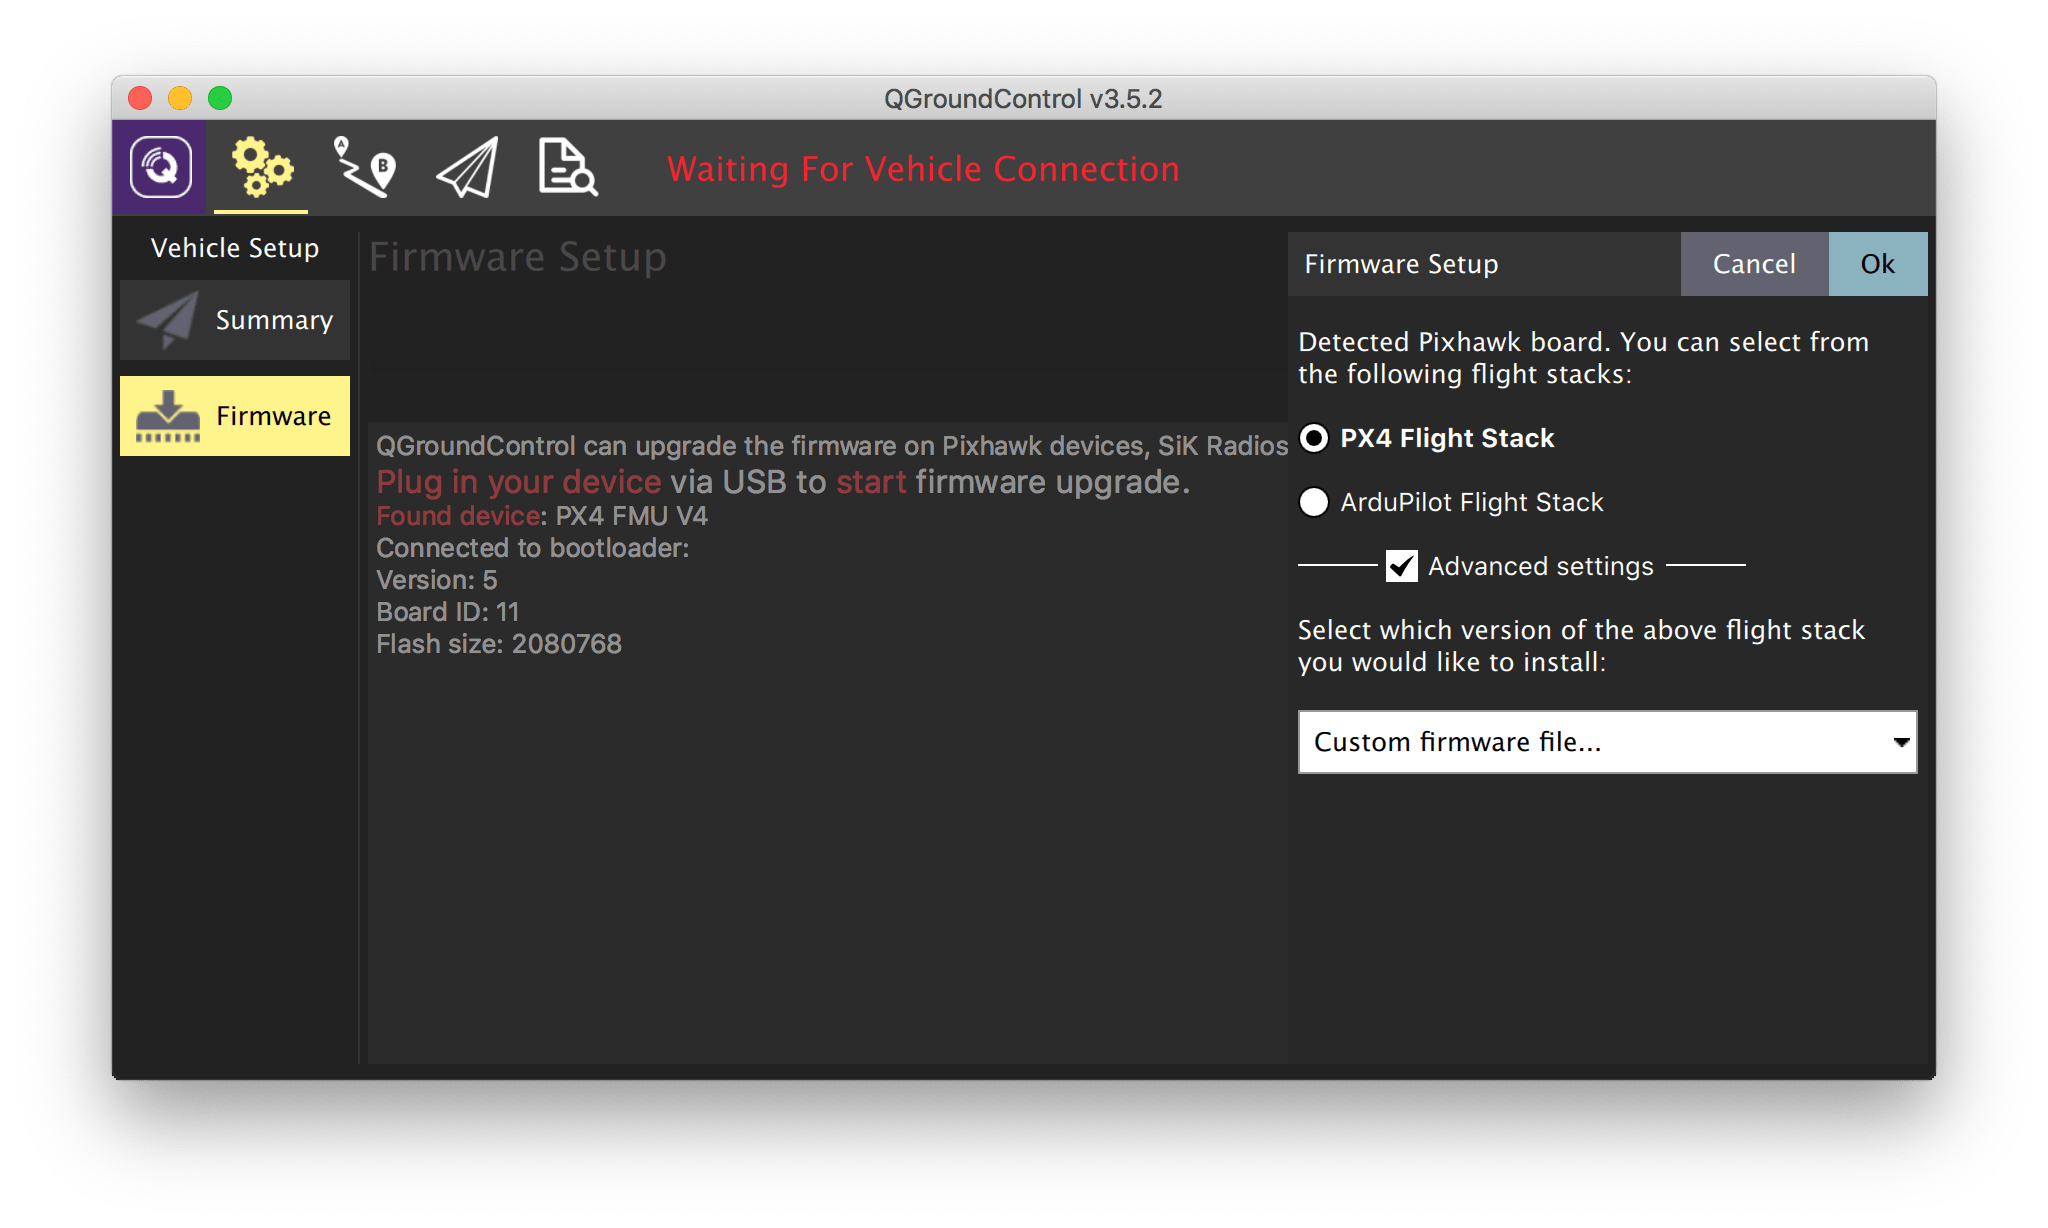 QGroundControl v3.5.2
A
B
Waiting For Vehicle Connection
Vehicle Setup
Summary
Firmware
Firmware Setup
QGroundControl can upgrade the firmware on Pixhawk devices, SiK Radios
Plug in your device via USB to start firmware upgrade.
Found device: PX4 FMU V4
Connected to bootloader:
Version: 5
Board ID: 11
Flash size: 2080768
Firmware Setup
Cancel
Ok
Detected Pixhawk board. You can select from
the following flight stacks:
PX4 Flight Stack
ArduPilot Flight Stack
Advanced settings
Select which version of the above flight stack
you would like to install:
Custom firmware file...